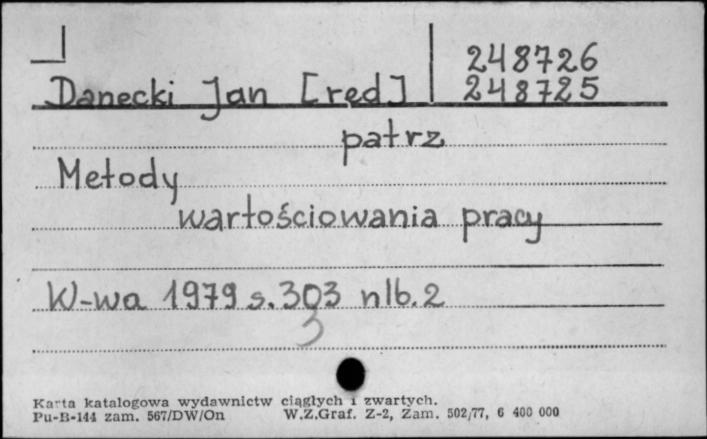 248726
Danecki Jan [red] 248725
patrz
Metody
wartościowania pracy
W-wa 1979 s. 303 nlb. 2
3
Karta katalogowa wydawnictw ciągłych i zwartych.
Pu-B-144 zam. 567/DW/On W.Z.Graf. Z-2, Zam. 502/77, 6 400 000